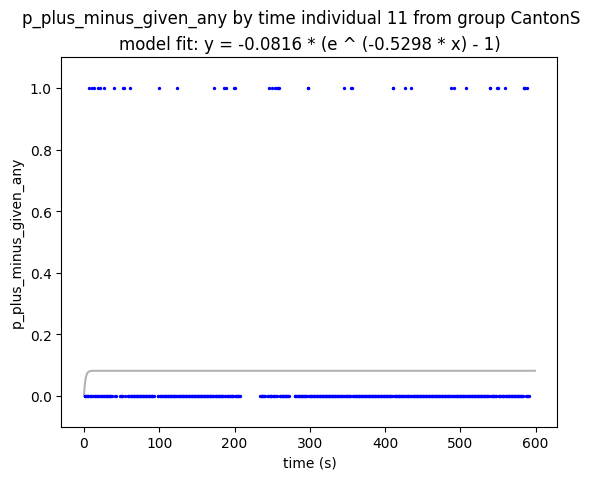 p_plus_minus_given_any by time individual 11 from group CantonS
model fit: y = -0.0816 * (e ^ (-0.5298 * x) - 1)
1.0
0.8
0.6
0.4
0.2
0.0
p_plus_minus_given_any
0 100 200 300 400 500 600
time (s)